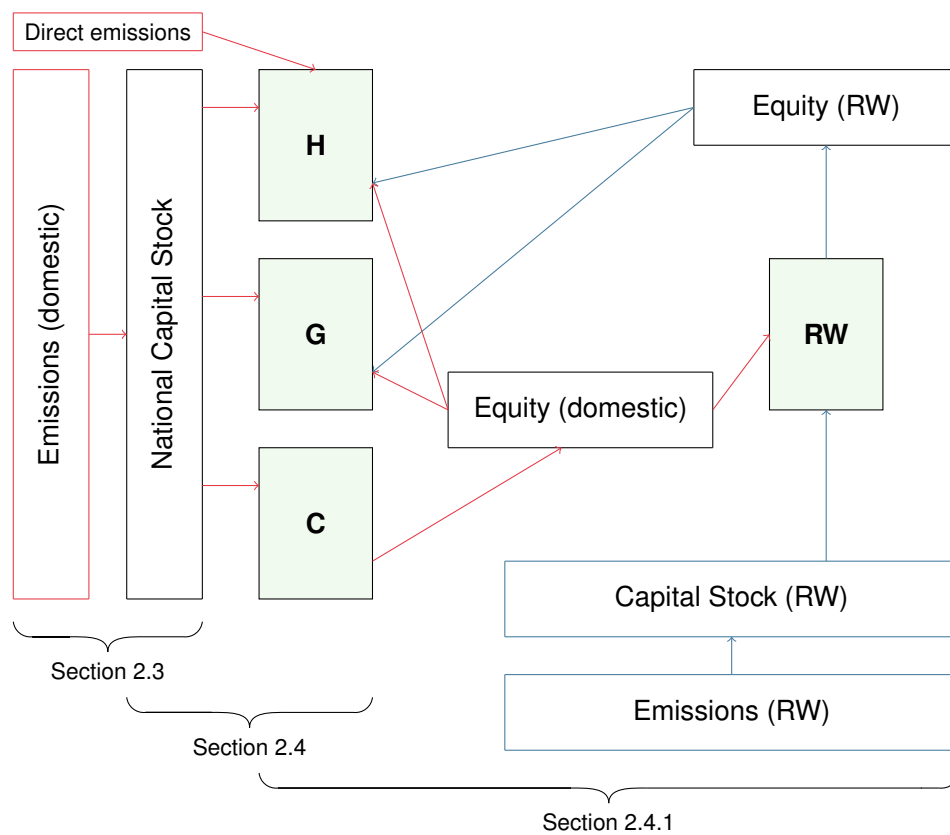 Direct emissions
Emissions (domestic)
National Capital Stock
H
G
C
Equity (RW)
RW
Equity (domestic)
Capital Stock (RW)
Emissions (RW)
Section 2.3
Section 2.4
Section 2.4.1